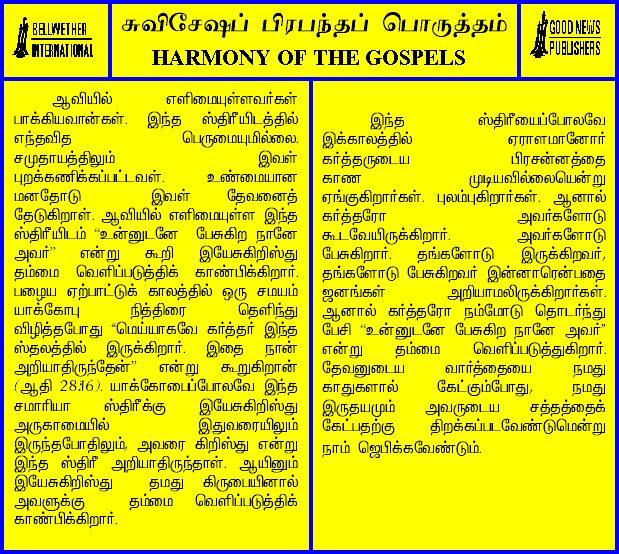 BELLWETHER
INTERNATIONAL
சுவிசேஷப் பிரபந்தப் பொருத்தம்
HARMONY OF THE GOSPELS
GOOD NEWS
PUBLISHERS
ஆவியில் எளிமையுள்ளவர்கள்
பாக்கியவான்கள். இந்த ஸ்திரீயிடத்தில்
எந்தவித பெருமையுமில்லை.
சமுதாயத்திலும் இவள்
புறக்கணிக்கப்பட்டவள். உண்மையான
மனதோடு இவள் தேவனைத்
தேடுகிறாள். ஆவியில் எளிமையுள்ள இந்த
ஸ்திரீயிடம் “உன்னுடனே பேசுகிற நானே
அவர்” என்று கூறி இயேசுகிறிஸ்து
தம்மை வெளிப்படுத்திக் காண்பிக்கிறார்.
பழைய ஏற்பாட்டுக் காலத்தில் ஒரு சமயம்
யாக்கோபு நித்திரை தெளிந்து
விழித்தபோது “மெய்யாகவே கர்த்தர் இந்த
ஸ்தலத்தில் இருக்கிறார். இதை நான்
அறியாதிருந்தேன்” என்று கூறுகிறான்
(ஆதி 28:16). யாக்கோபைப்போலவே இந்த
சமாரியா ஸ்திரீக்கு இயேசுகிறிஸ்து
அருகாமையில் இதுவரையிலும்
இருந்தபோதிலும், அவரை கிறிஸ்து என்று
இந்த ஸ்திரீ அறியாதிருந்தாள். ஆயினும்
இயேசுகிறிஸ்து தமது கிருபையினால்
அவளுக்கு தம்மை வெளிப்படுத்திக்
காண்பிக்கிறார்.
இந்த ஸ்திரீயைப்போலவே
இக்காலத்தில் ஏராளமானோர்
கர்த்தருடைய பிரசன்னத்தை
காண முடியவில்லையென்று
ஏங்குகிறார்கள். புலம்புகிறார்கள். ஆனால்
கர்த்தரோ அவர்களோடு
கூடவேயிருக்கிறார். அவர்களோடு
பேசுகிறார். தங்களோடு இருக்கிறவர்,
தங்களோடு பேசுகிறவர் இன்னாரென்பதை
ஜனங்கள் அறியாமலிருக்கிறார்கள்.
ஆனால் கர்த்தரோ நம்மோடு தொடர்ந்து
பேசி “உன்னுடனே பேசுகிற நானே அவர்”
என்று தம்மை வெளிப்படுத்துகிறார்.
தேவனுடைய வார்த்தையை நமது
காதுகளால் கேட்கும்போது, நமது
இருதயமும் அவருடைய சத்தத்தைக்
கேட்பதற்கு திறக்கப்படவேண்டுமென்று
நாம் ஜெபிக்கவேண்டும்.